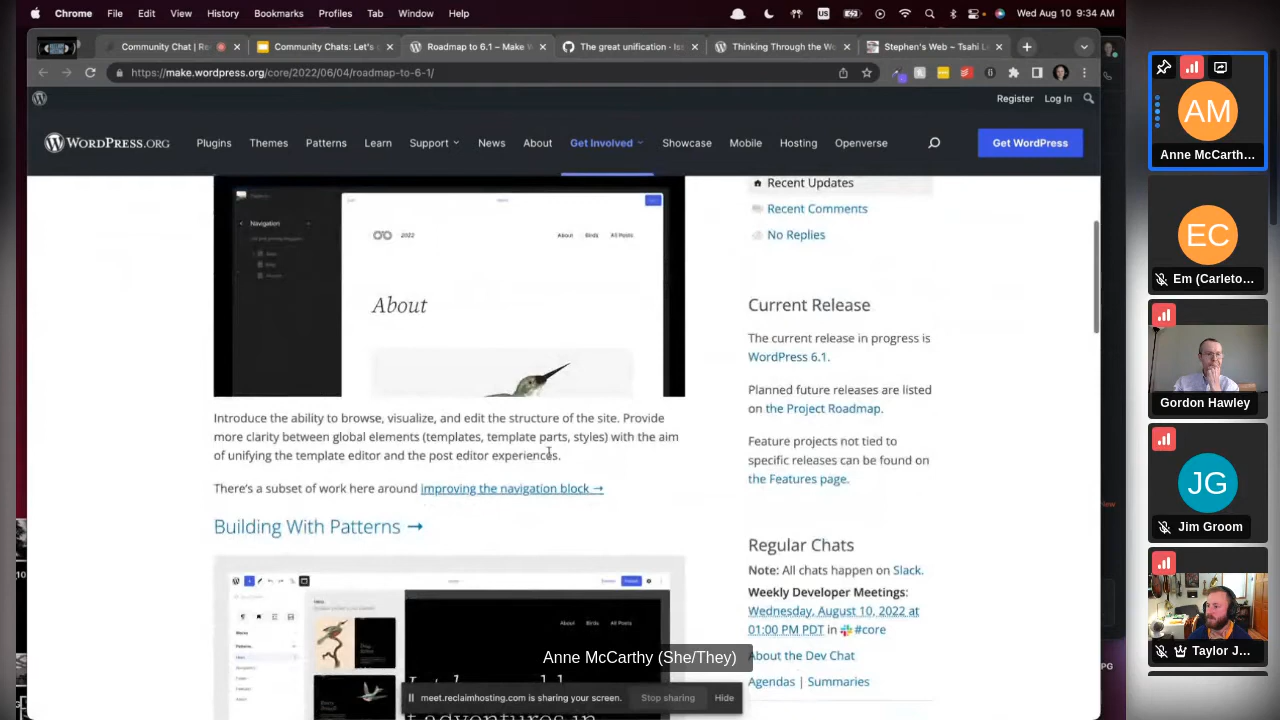 Chrome File Edit View History Bookmarks Profiles Tab Window Help
US Wed Aug 10 9:34 AM
Community Chat | Re
Community Chats: Let's
Roadmap to 6.1 – Make W
The great unification · Iss
Thinking Through the Wo
Stephen's Web ~ Tsahi Le
https://make.wordpress.org/core/2022/06/04/roadmap-to-6-1/
Register Log In
WORDPRESS.ORG
Plugins Themes Patterns Learn Support News About Get Involved Showcase Mobile Hosting Openverse
Get WordPress
Navigation
2022
About Birds All Posts
About
Introduce the ability to browse, visualize, and edit the structure of the site. Provide
more clarity between global elements (templates, template parts, styles) with the aim
of unifying the template editor and the post editor experiences.
There's a subset of work here around improving the navigation block →
Building With Patterns →
About Birds All Posts
Recent Updates
Recent Comments
No Replies
Current Release
The current release in progress is
WordPress 6.1.
Planned future releases are listed
on the Project Roadmap.
Feature projects not tied to
specific releases can be found on
the Features page.
Regular Chats
Note: All chats happen on Slack.
Weekly Developer Meetings:
Wednesday, August 10, 2022 at
01:00 PM PDT in #core
About the Dev Chat
Agendas | Summaries
Anne McCarthy (She/They)
meet.reclaimhosting.com is sharing your screen. Stop sharing Hide
AM
Anne McCarth...
EC
Em (Carleto...
Gordon Hawley
JG
Jim Groom
Taylor J...